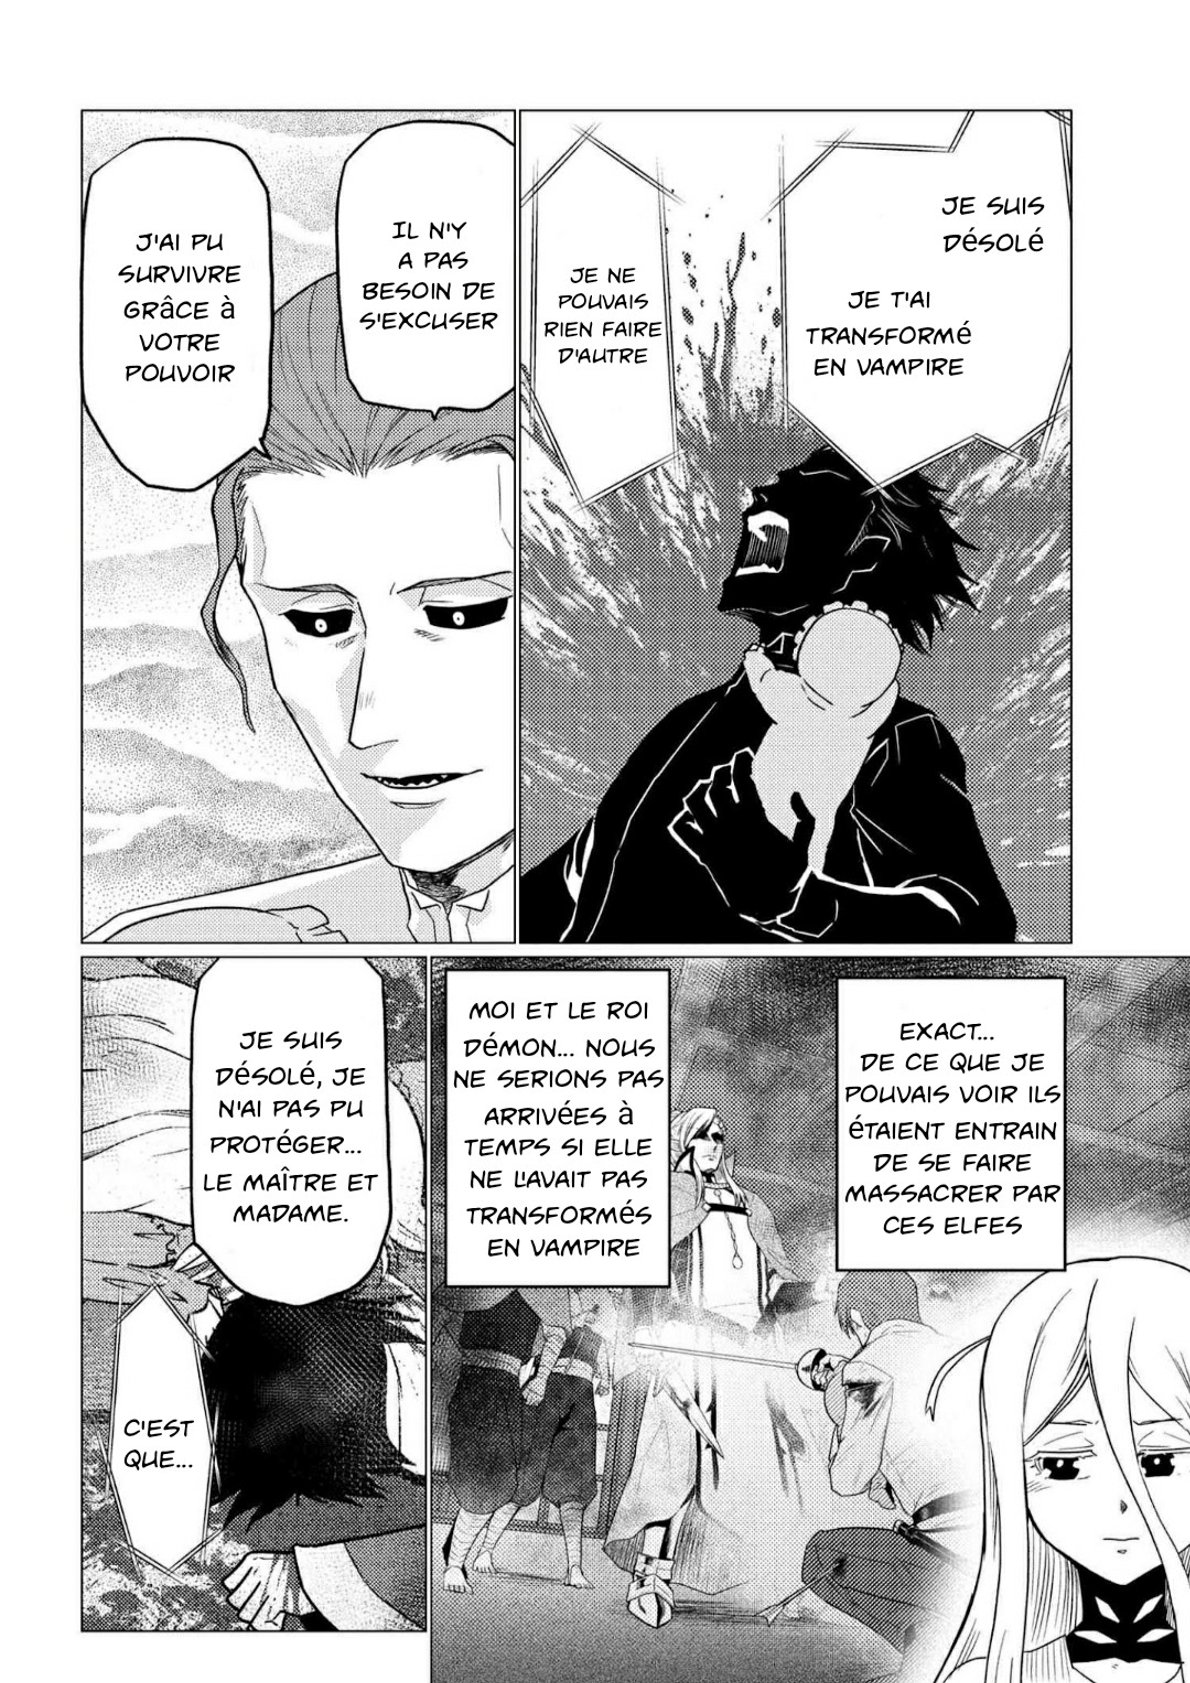 JE SUIS
DÉSOLÉ
JE T'AI
TRANSFORMÉ
EN VAMPIRE
JE NE
POUVAIS
RIEN FAIRE
D'AUTRE
IL N'Y
A PAS
BESOIN DE
S'EXCUSER
J'AI PU
SURVIVRE
GRÂCE À
VOTRE
POUVOIR
EXACT...
DE CE QUE JE
POUVAIS VOIR ILS
ÉTAIENT ENTRAIN
DE SE FAIRE
MASSACRER PAR
CES ELFES
MOI ET LE ROI
DÉMON... NOUS
NE SERIONS PAS
ARRIVÉES À
TEMPS SI ELLE
NE L'AVAIT PAS
TRANSFORMÉS
EN VAMPIRE
JE SUIS
DÉSOLÉ, JE
N'AI PAS PU
PROTÉGER...
LE MAÎTRE ET
MADAME.
C'EST
QUE...